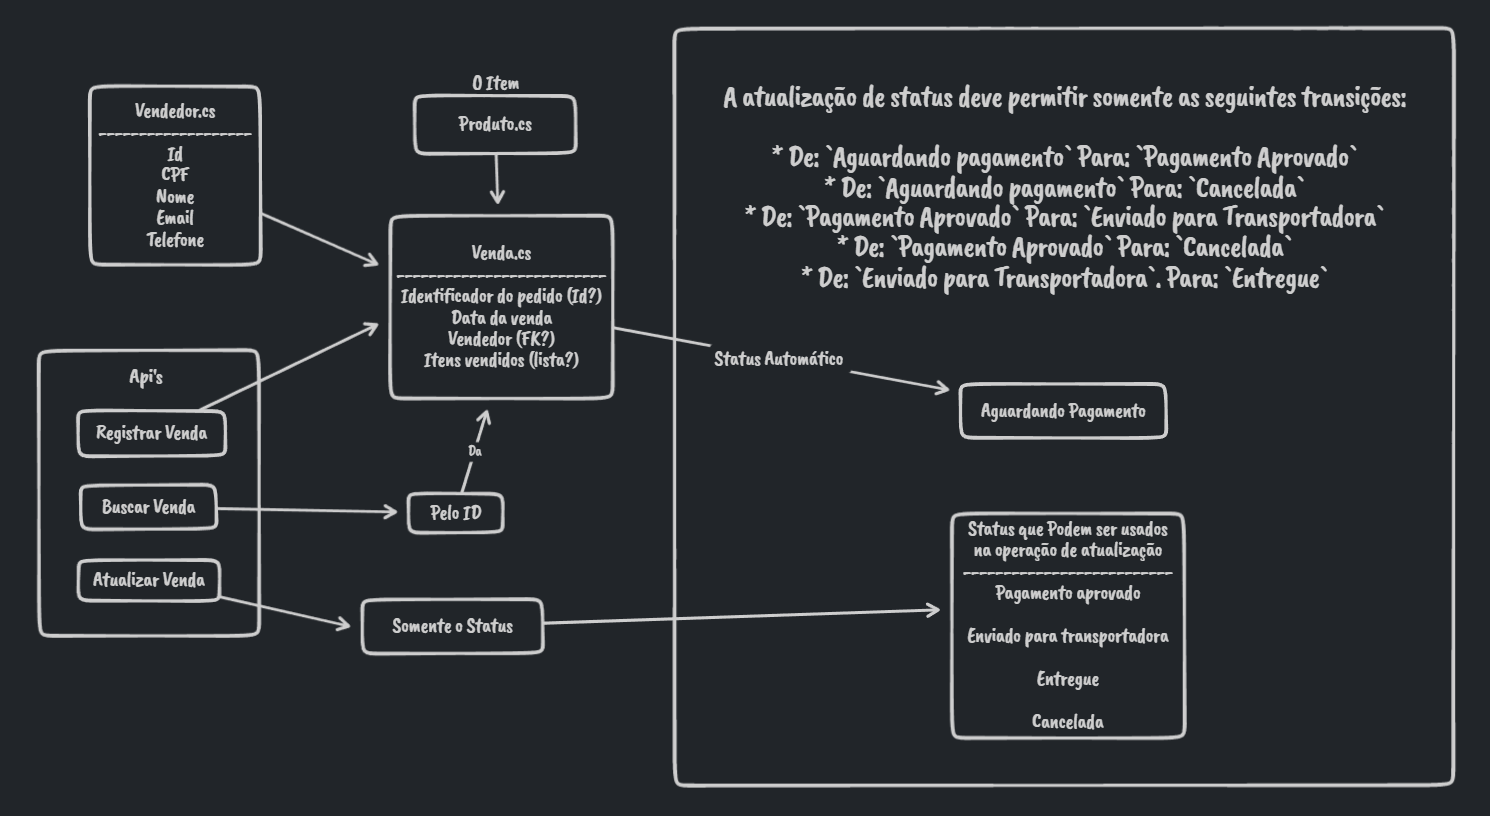 Vendedor.cs
Id
CPF
Nome
Email
Telefone
O Item
Produto.cs
Venda.cs
Identificador do pedido (Id?)
Data da venda
Vendedor (FK?)
Itens vendidos (lista?)
Api's
Registrar Venda
Buscar Venda
Atualizar Venda
Da
Pelo ID
Somente o Status
A atualização de status deve permitir somente as seguintes transições:
* De: `Aguardando pagamento` Para: `Pagamento Aprovado`
* De: `Aguardando pagamento` Para: `Cancelada`
* De: `Pagamento Aprovado` Para: `Enviado para Transportadora`
* De: `Pagamento Aprovado` Para: `Cancelada`
* De: `Enviado para Transportadora`. Para: `Entregue`
Status Automático
Aguardando Pagamento
Status que Podem ser usados
na operação de atualização
Pagamento aprovado
Enviado para transportadora
Entregue
Cancelada